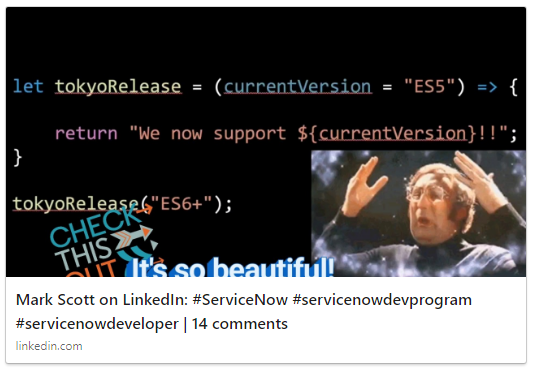 let tokyoRelease = (currentVersion = "ES5") => {
return "We now support ${currentVersion}!!";
}
tokyoRelease("ES6+");
CHECK
THIS
OUT
It's so beautiful!
Mark Scott on LinkedIn: #ServiceNow #servicenowdevprogram
#servicenowdeveloper | 14 comments
linkedin.com